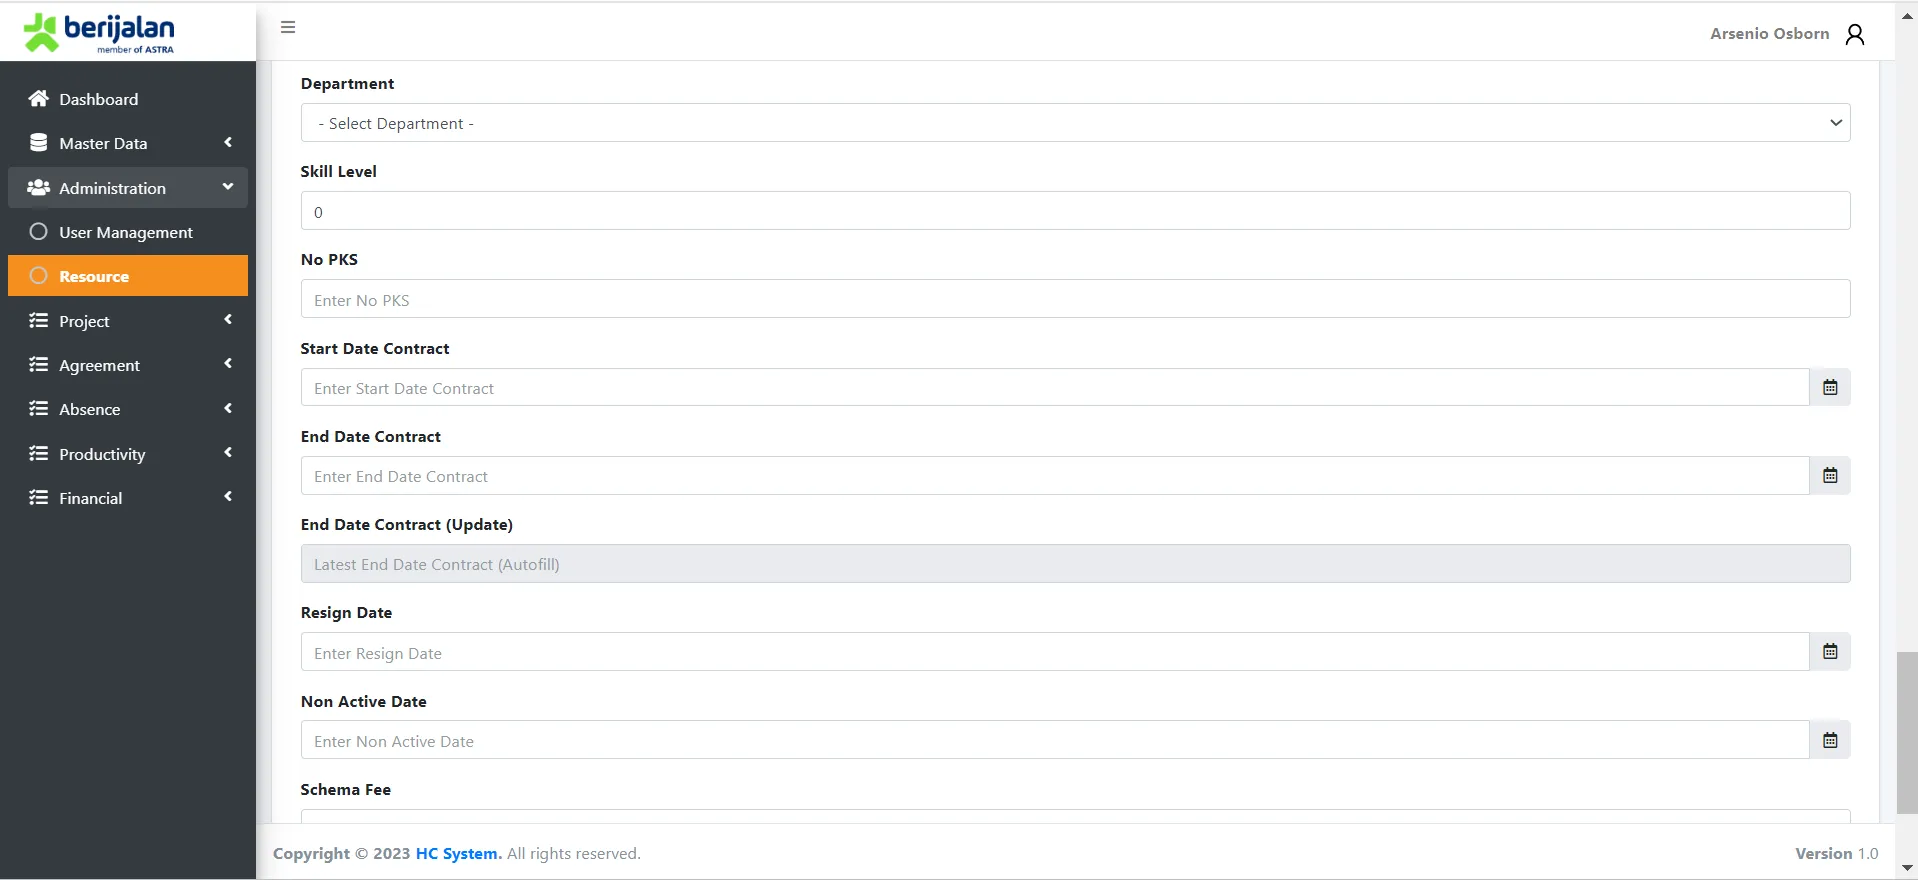 berijalan
member of ASTRA
Arsenio Osborn
Dashboard
Master Data
Administration
User Management
Resource
Project
Agreement
Absence
Productivity
Financial
Department
- Select Department -
Skill Level
0
No PKS
Enter No PKS
Start Date Contract
Enter Start Date Contract
End Date Contract
Enter End Date Contract
End Date Contract (Update)
Latest End Date Contract (Autofill)
Resign Date
Enter Resign Date
Non Active Date
Enter Non Active Date
Schema Fee
Copyright © 2023 HC System. All rights reserved.
Version 1.0